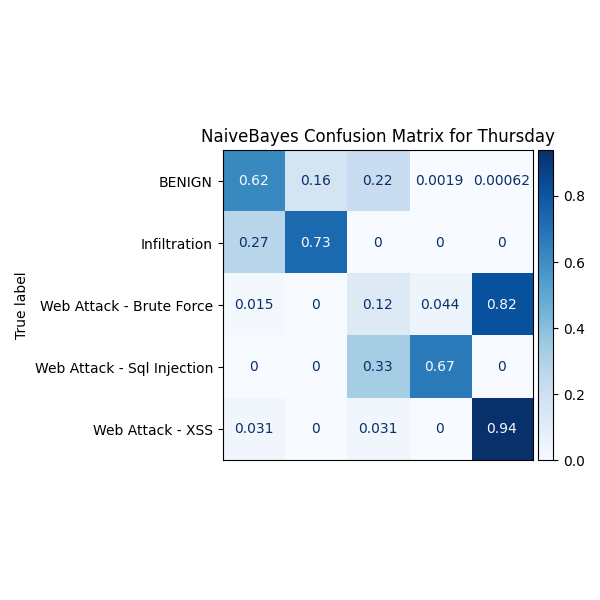 NaiveBayes Confusion Matrix for Thursday
BENIGN 0.62 0.16 0.22 0.0019 0.00062
Infiltration 0.27 0.73 0 0 0
Web Attack - Brute Force 0.015 0 0.12 0.044 0.82
Web Attack - Sql Injection 0 0 0.33 0.67 0
Web Attack - XSS 0.031 0 0.031 0 0.94
True label
0.8
0.6
0.4
0.2
0.0